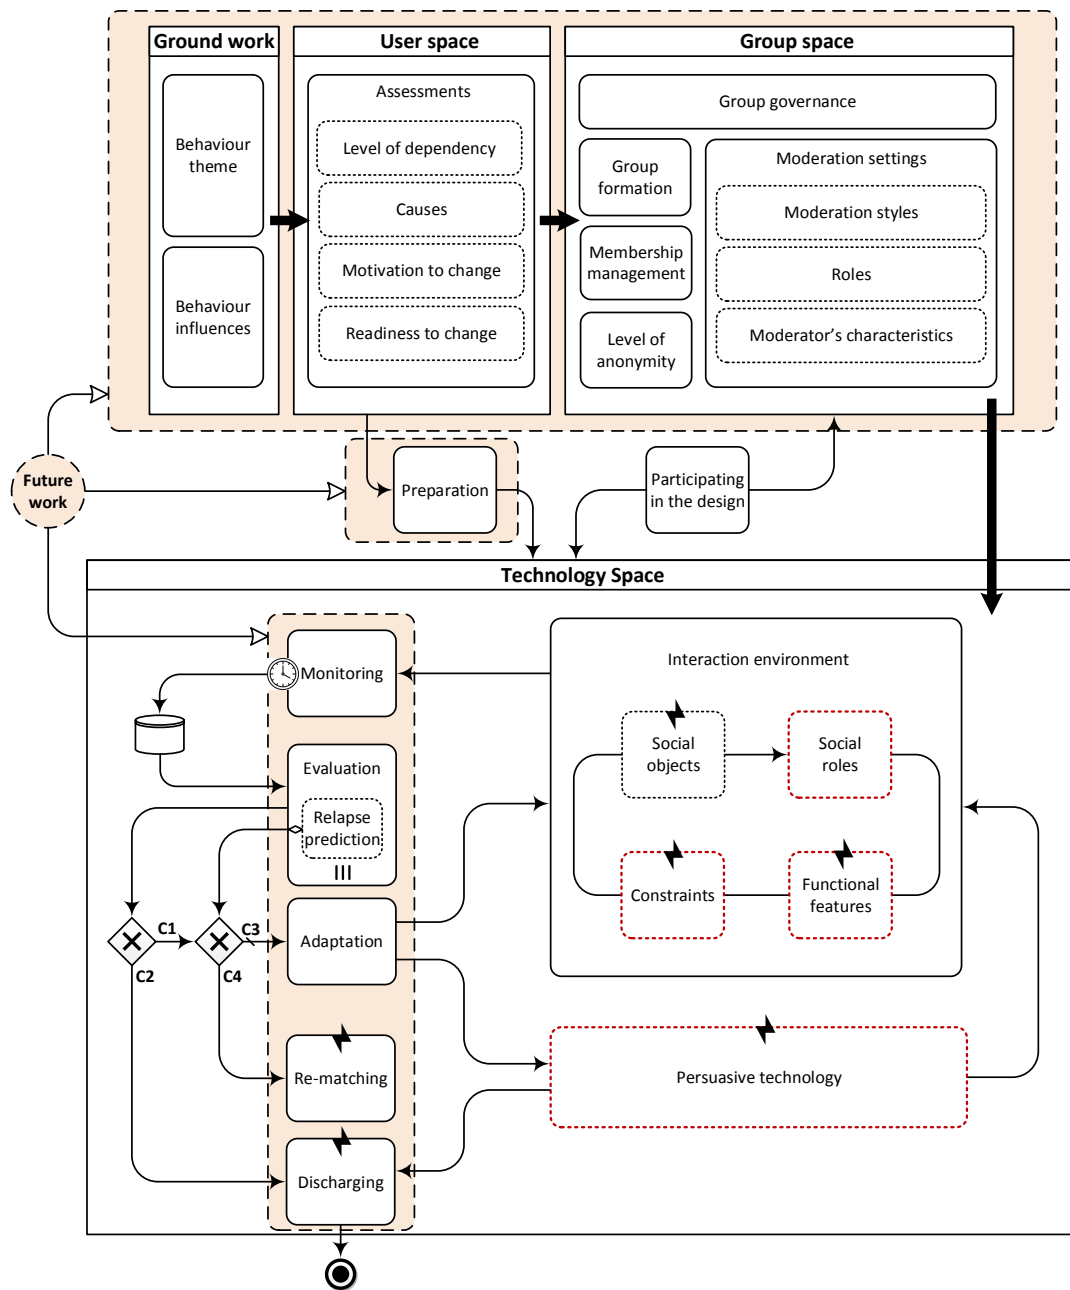 Ground work
User space
Group space
Behaviour
theme
Behaviour
influences
Assessments
Level of dependency
Causes
Motivation to change
Readiness to change
Group governance
Group
formation
Membership
management
Level of
anonymity
Moderation settings
Moderation styles
Roles
Moderator's characteristics
Future
work
Preparation
Participating
in the design
Technology Space
Monitoring
Evaluation
Relapse
prediction
C1
C2
C3
C4
Adaptation
Re-matching
Discharging
Interaction environment
Social
objects
Social
roles
Constraints
Functional
features
Persuasive technology